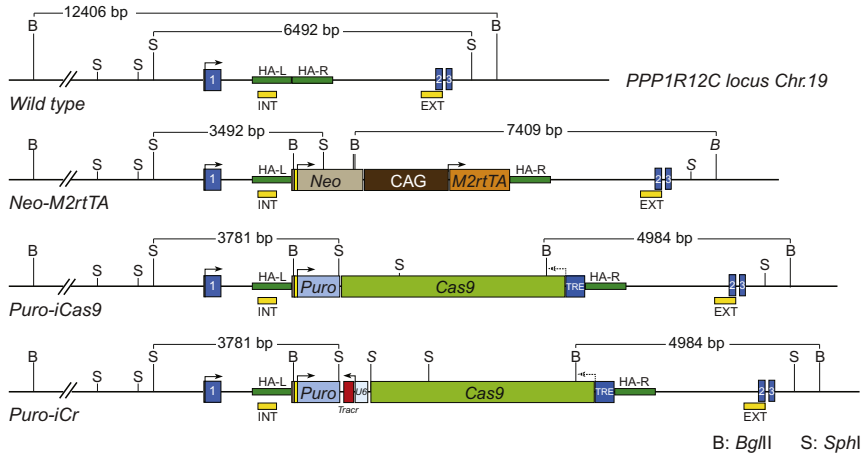 12406 bp
B B
6492 bp
S S S S
HA-L HA-R
1 2 3
INT EXT
Wild type
PPP1R12C locus Chr.19
3492 bp 7409 bp
B S S S B S B S B
HA-L HA-R
1 Neo CAG M2rtTA 2 3
INT EXT
Neo-M2rtTA
3781 bp 4984 bp
B S S S B S S B S B
HA-L HA-R
1 Puro Cas9 TRE 2 3
INT EXT
Puro-iCas9
3781 bp 4984 bp
B S S S B S S S B S B
HA-L HA-R
1 Puro U6 Cas9 TRE 2 3
Tracr
INT EXT
Puro-iCr
B: BglII S: SphI